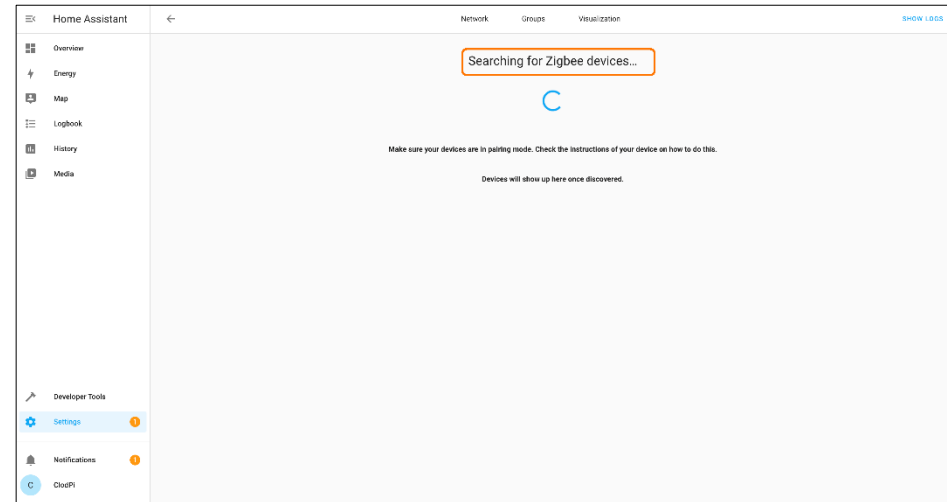 Home Assistant
Network Groups Visualization
SHOW LOGS
Overview
Energy
Map
Logbook
History
Media
Searching for Zigbee devices...
Make sure your devices are in pairing mode. Check the instructions of your device on how to do this.
Devices will show up here once discovered.
Developer Tools
Settings 1
Notifications 1
C ClodPi